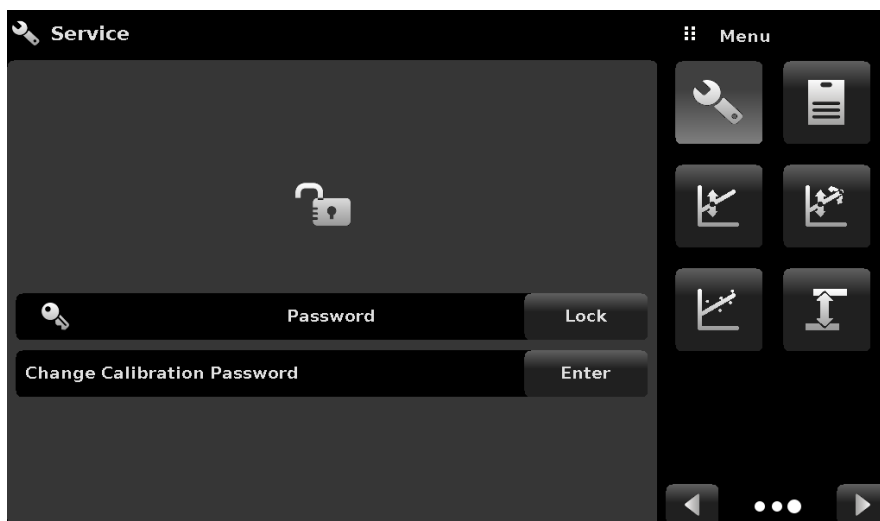 Service
Menu
Password
Lock
Change Calibration Password
Enter